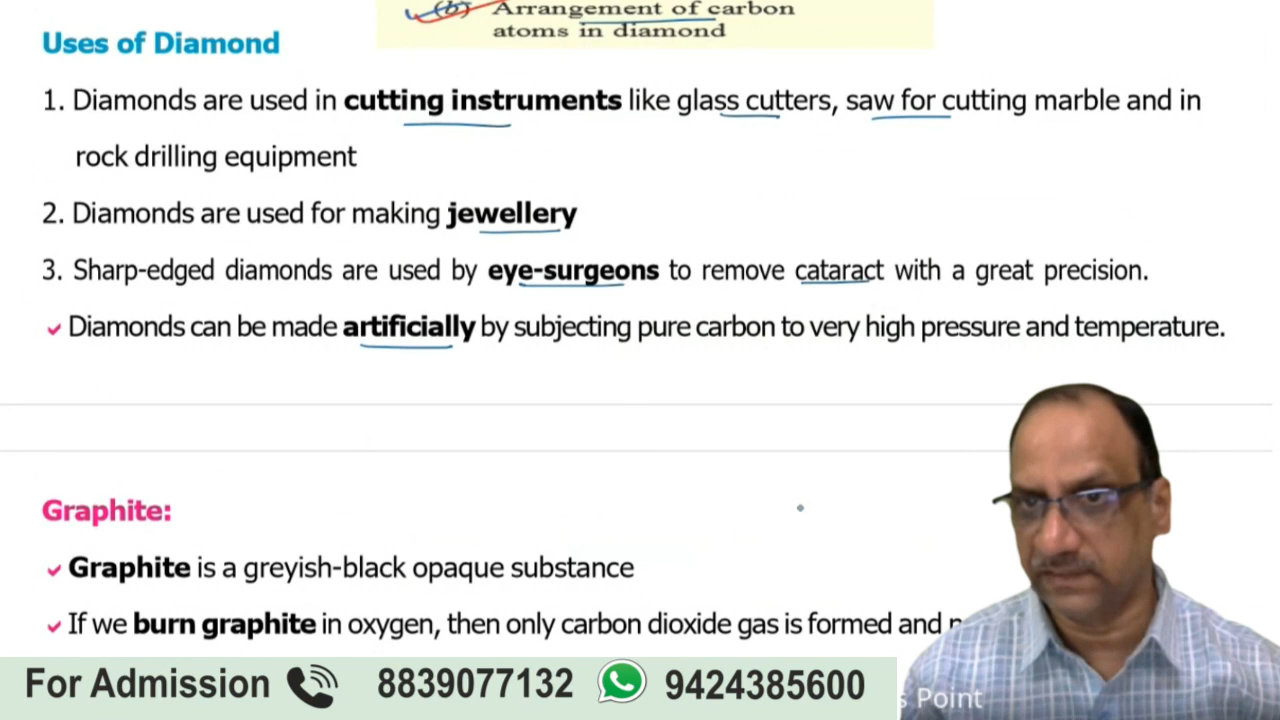 (b) Arrangement of carbon
atoms in diamond
Uses of Diamond
1. Diamonds are used in cutting instruments like glass cutters, saw for cutting marble and in
rock drilling equipment
2. Diamonds are used for making jewellery
3. Sharp-edged diamonds are used by eye-surgeons to remove cataract with a great precision.
Diamonds can be made artificially by subjecting pure carbon to very high pressure and temperature.
Graphite:
Graphite is a greyish-black opaque substance
If we burn graphite in oxygen, then only carbon dioxide gas is formed and
For Admission 8839077132 9424385600
Point